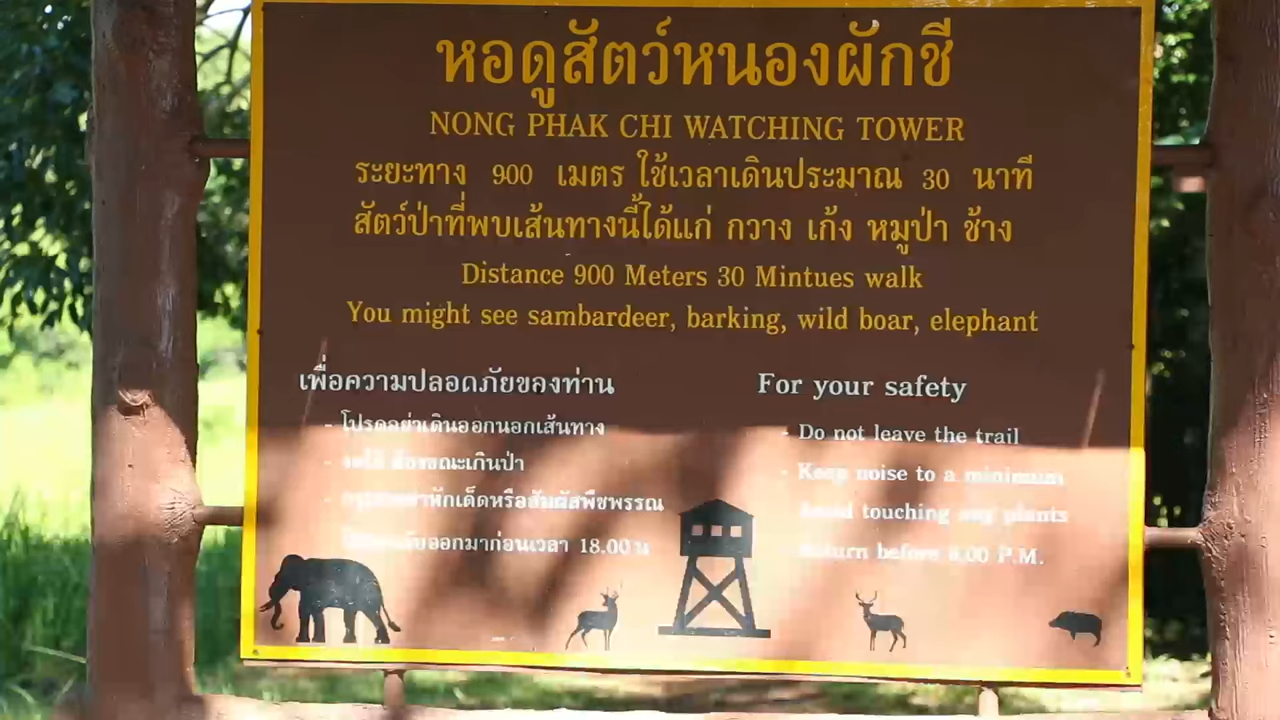 หอดูสัตว์หนองผักชี
NONG PHAK CHI WATCHING TOWER
ระยะทาง 900 เมตร ใช้เวลาเดินประมาณ 30 นาที
สัตว์ป่าที่พบเส้นทางนี้ได้แก่ กวาง เก้ง หมูป่า ช้าง
Distance 900 Meters 30 Mintues walk
You might see sambardeer, barking, wild boar, elephant
เพื่อความปลอดภัยของท่าน
- โปรดอย่าเดินออกนอกเส้นทาง
- ขณะเดินป่า
- หักเด็ดหรือสัมผัสพืชพรรณ
ออกมาก่อนเวลา 18.00 น
For your safety
- Do not leave the trail
- Keep noise to a minimum
Avoid touching any plants
Return before 6.00 P.M.